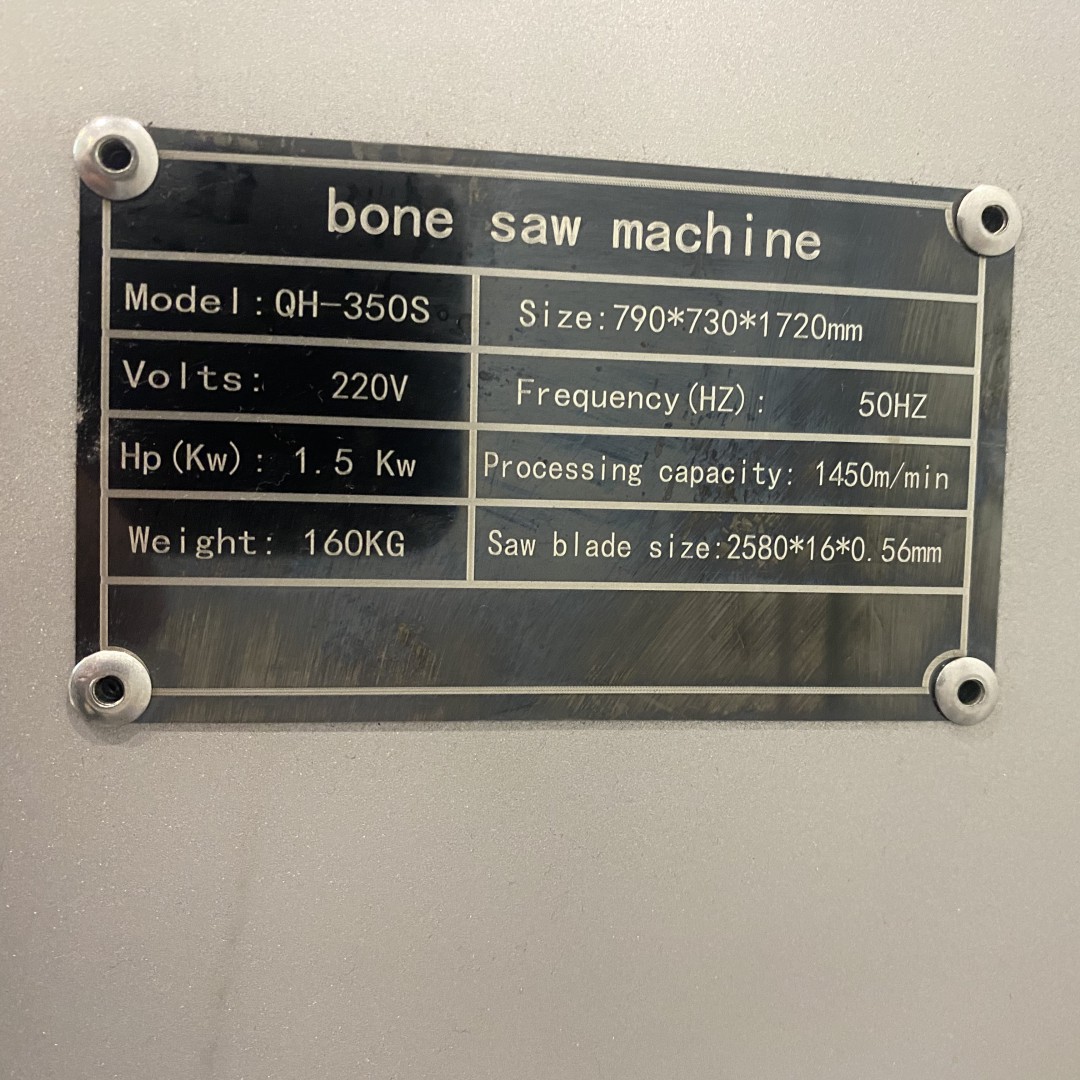 bone saw machine
Model:QH-350S
Size:790*730*1720mm
Volts: 220V
Frequency(HZ): 50HZ
Hp(Kw): 1.5 Kw
Processing capacity: 1450m/min
Weight: 160KG
Saw blade size:2580*16*0.56mm